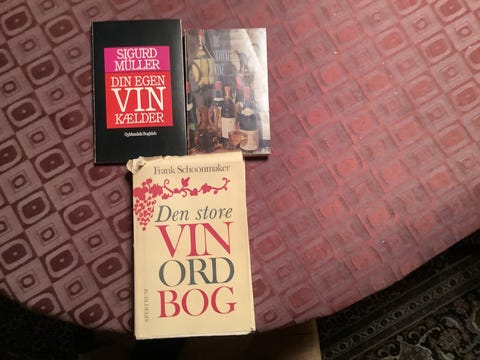 SIGURD
MÜLLER
DIN EGEN
VIN
KÆLDER
Gyldendals Bogklub
Frank Schoonmaker
Den store
VIN
ORD
BOG
SPEKTRUM